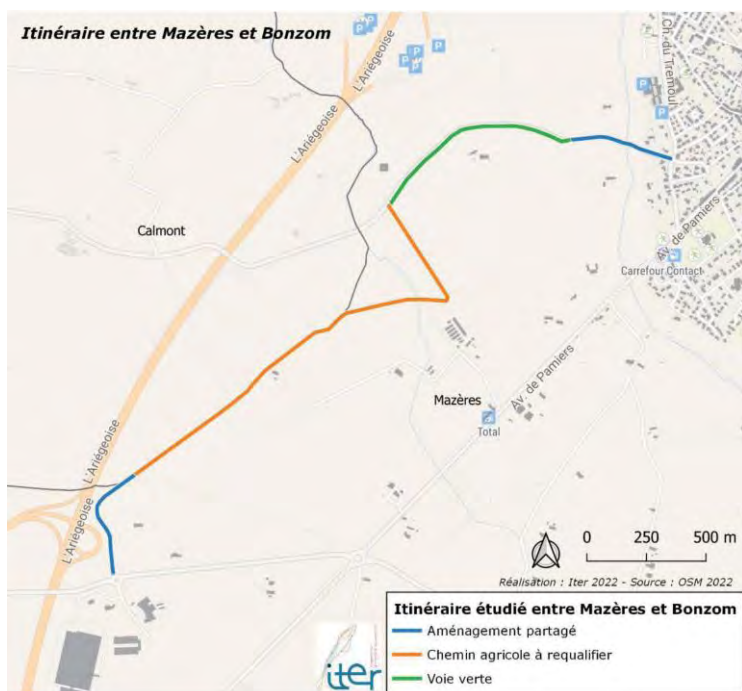 Itinéraire entre Mazères et Bonzom
L'Ariégeoise
L'Ariégeoise
P
P
P
P
P
P
P
P
Ch. du Tremoul
Calmont
Av. de Pamiers
Carrefour Contact
Mazères
Av. de Pamiers
Total
L'Ariégeoise
L'Ariégeoise
0 250 500 m
Réalisation : Iter 2022 - Source : OSM 2022
iter
Itinéraire étudié entre Mazères et Bonzom
Aménagement partagé
Chemin agricole à requalifier
Voie verte